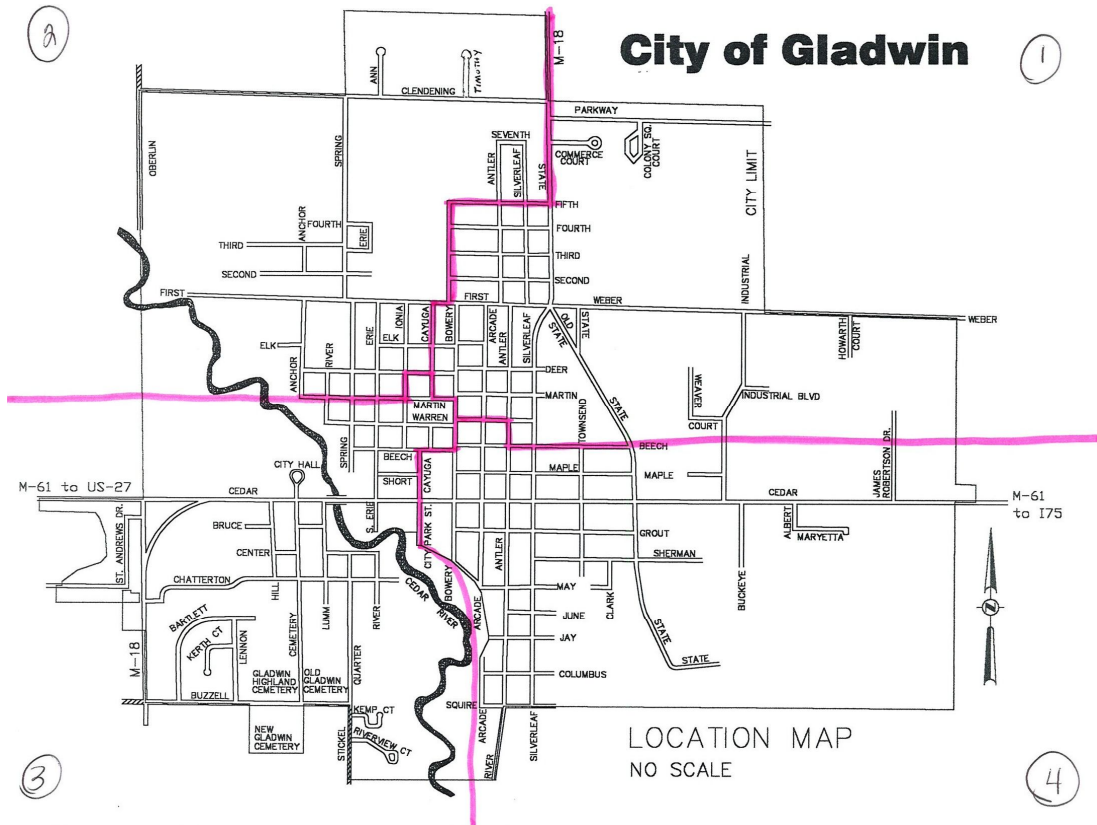 2
City of Gladwin
1
M-18
ANN
TIMOTHY
CLENDENING
PARKWAY
OBERLIN
SPRING
SEVENTH
ANTLER
SILVERLEAF
STATE
COMMERCE
COURT
COLONY SQ.
COURT
CITY LIMIT
FIFTH
ANCHOR
FOURTH
ERIE
FOURTH
THIRD
THIRD
SECOND
SECOND
INDUSTRIAL
FIRST
FIRST
WEBER
WEBER
ERIE
IONIA
ELK
CAYUGA
BOWERY
ARCADE
ANTLER
SILVERLEAF
OLD
STATE
STATE
HOWARTH
COURT
ELK
ANCHOR
RIVER
DEER
MARTIN
MARTIN
WARREN
STATE
WEAVER
COURT
INDUSTRIAL BLVD
TOWNSEND
BEECH
SPRING
BEECH
CAYUGA
SHORT
CITY HALL
MAPLE
MAPLE
JAMES
ROBERTSON DR.
M-61 to US-27
CEDAR
CEDAR
M-61
to I75
ST. ANDREWS DR.
BRUCE
S. ERIE
CITY PARK ST.
ANTLER
GROUT
ALBERT
MARYETTA
CENTER
SHERMAN
CHATTERTON
HILL
CEDAR
RIVER
BOWERY
MAY
CLARK
BUCKEYE
BARTLETT
KERTH CT
LENNON
CEMETERY
LUMM
RIVER
ARCADE
JUNE
JAY
STATE
STATE
M-18
GLADWIN
HIGHLAND
CEMETERY
OLD
GLADWIN
CEMETERY
QUARTER
COLUMBUS
BUZZELL
SQUIRE
NEW
GLADWIN
CEMETERY
STICKEL
KEMP CT
RIVERVIEW CT
ARCADE
RIVER
SILVERLEAF
LOCATION MAP
NO SCALE
N
3
4